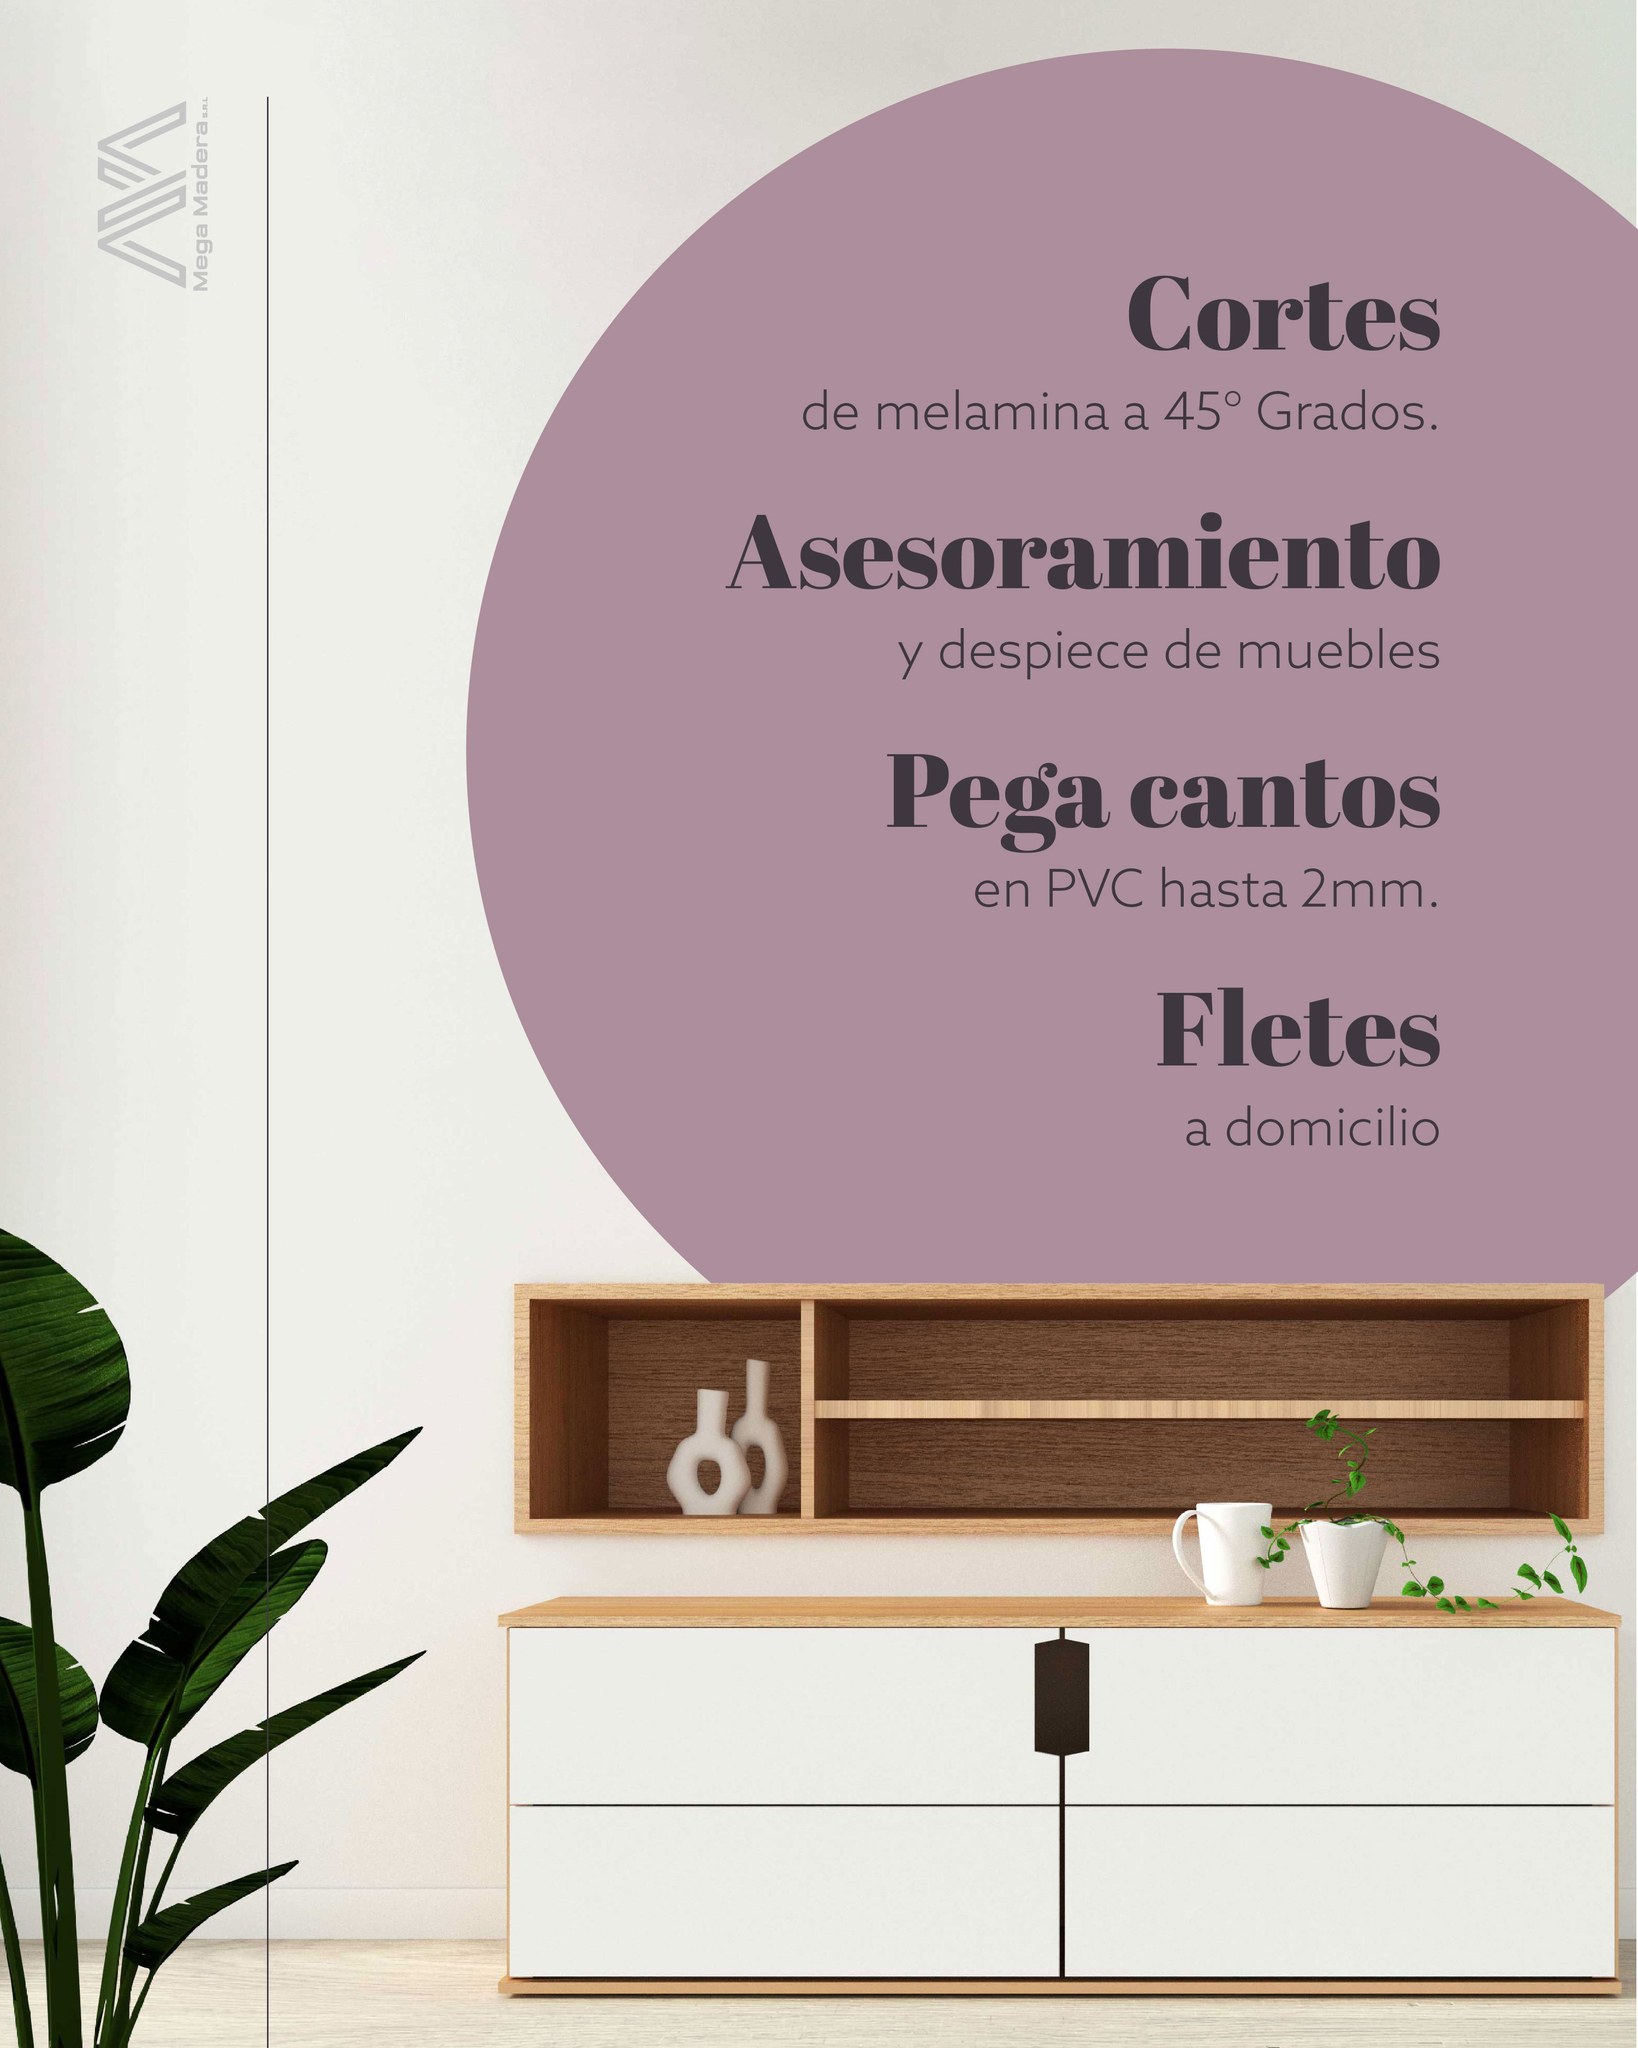 Mega Madera S.R.L
Cortes
de melamina a 45° Grados.
Asesoramiento
y despiece de muebles
Pega cantos
en PVC hasta 2mm.
Fletes
a domicilio